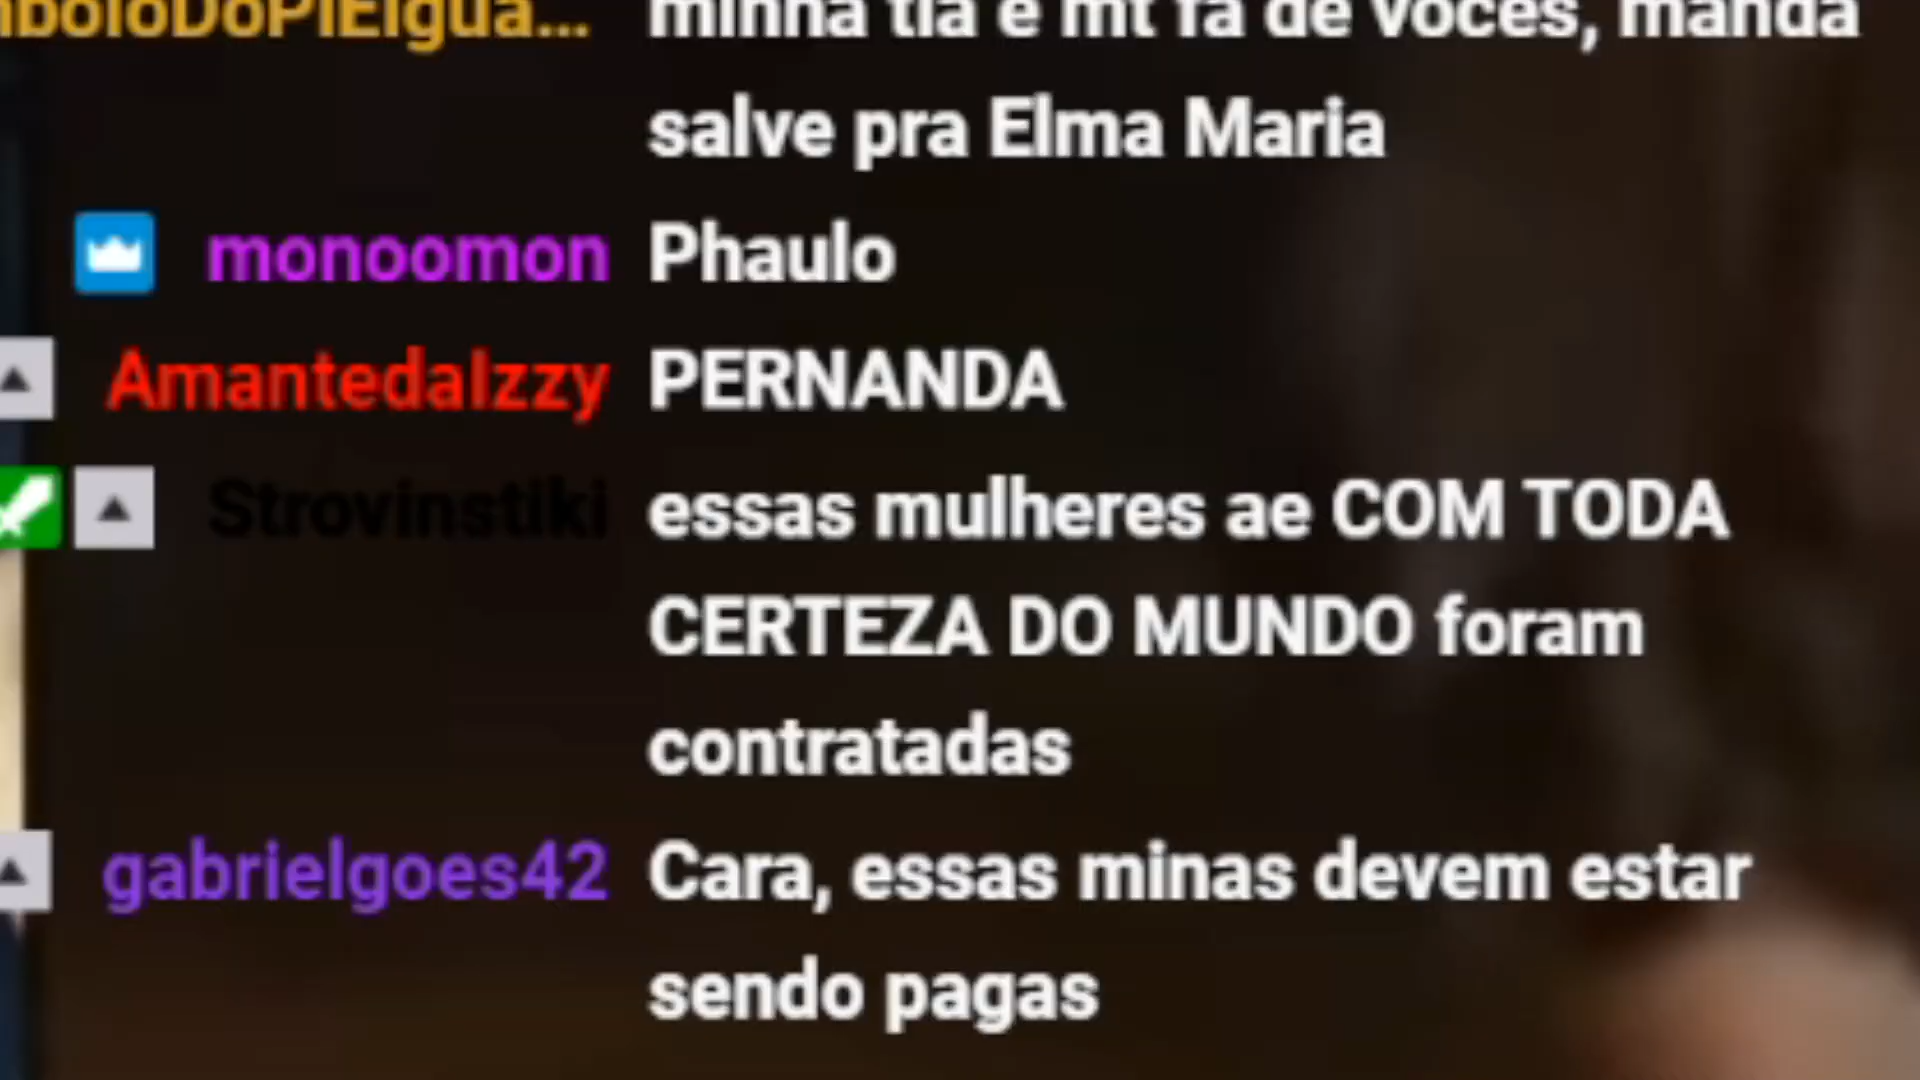 minha tia é mt fã de vocês, manda
salve pra Elma Maria
monoomon Phaulo
AmantedaIzzy PERNANDA
Strovinstiki essas mulheres ae COM TODA
CERTEZA DO MUNDO foram
contratadas
gabrielgoes42 Cara, essas minas devem estar
sendo pagas